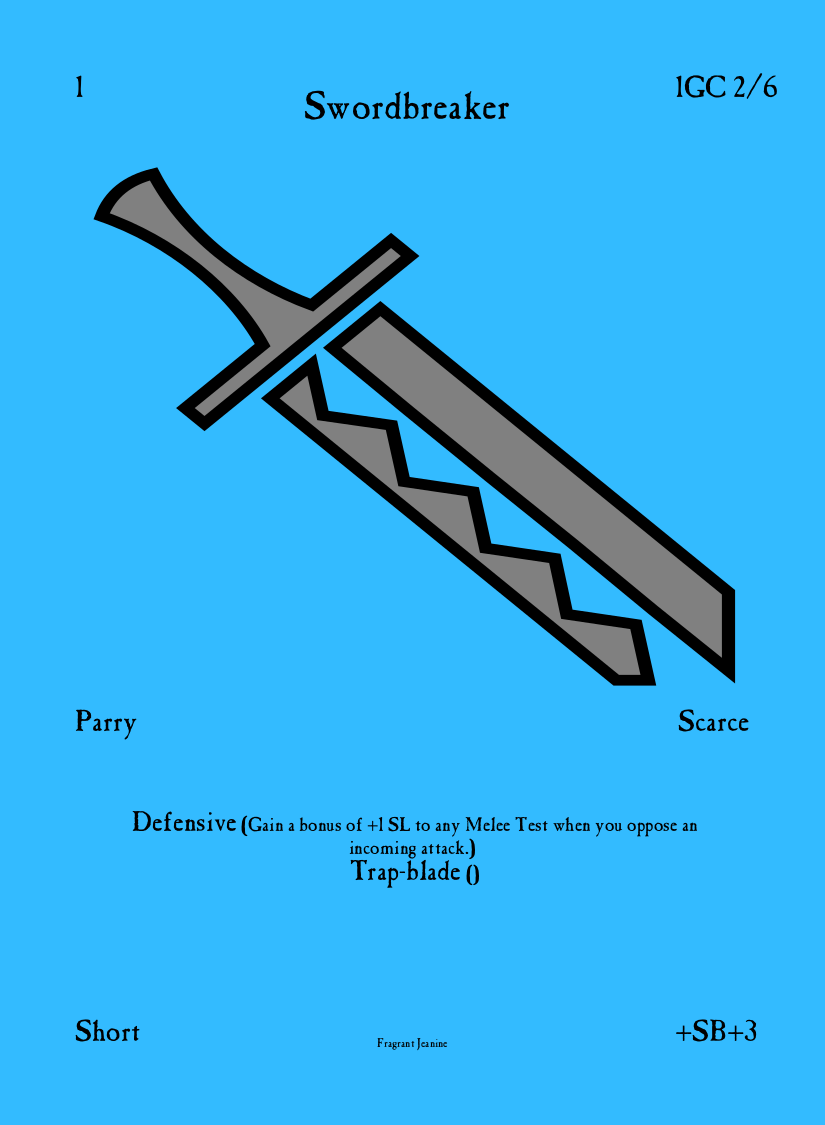 1
1GC 2/6
Swordbreaker
Parry
Scarce
Defensive (Gain a bonus of +1 SL to any Melee Test when you oppose an
incoming attack.)
Trap-blade ()
Short
+SB+3
Fragrant Jeanine